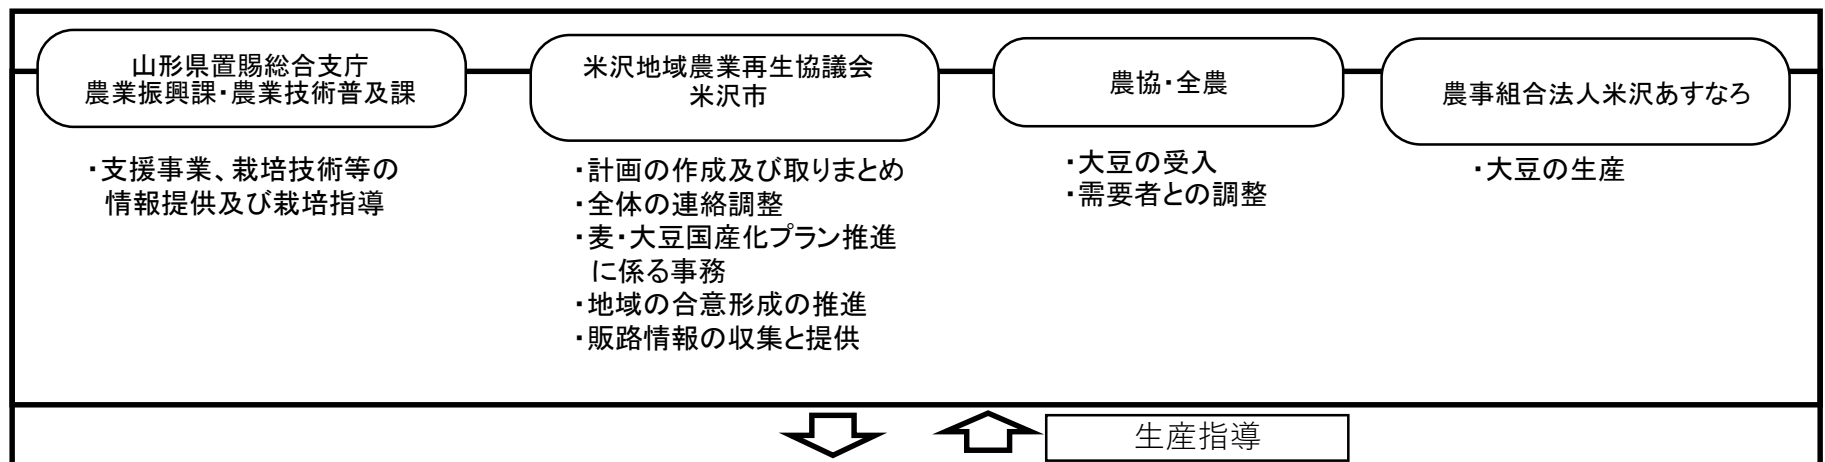 山形県置賜総合支庁
農業振興課・農業技術普及課
・支援事業、栽培技術等の
情報提供及び栽培指導
米沢地域農業再生協議会
米沢市
・計画の作成及び取りまとめ
・全体の連絡調整
・麦・大豆国産化プラン推進
に係る事務
・地域の合意形成の推進
・販路情報の収集と提供
農協・全農
・大豆の受入
・需要者との調整
農事組合法人米沢あすなろ
・大豆の生産
生産指導